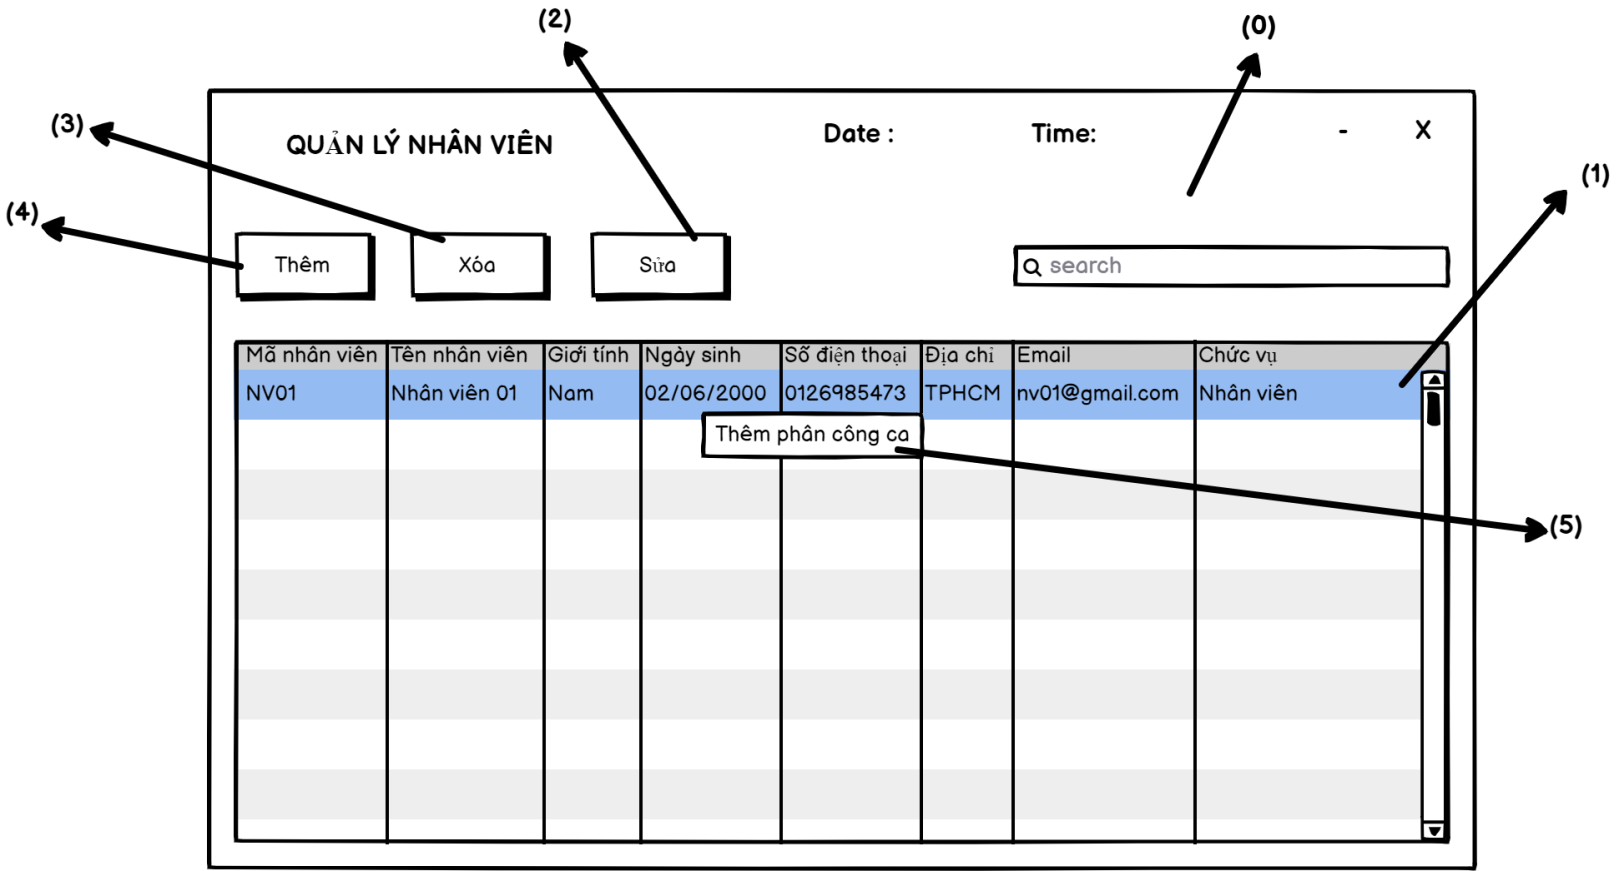 (2)
(0)
(3)
QUẢN LÝ NHÂN VIÊN
Date :
Time:
-
X
(1)
(4)
Thêm
Xóa
Sửa
search
Mã nhân viên Tên nhân viên Giới tính Ngày sinh Số điện thoại Địa chỉ Email Chức vụ
NV01 Nhân viên 01 Nam 02/06/2000 0126985473 TPHCM nv01@gmail.com Nhân viên
Thêm phân công ca
(5)